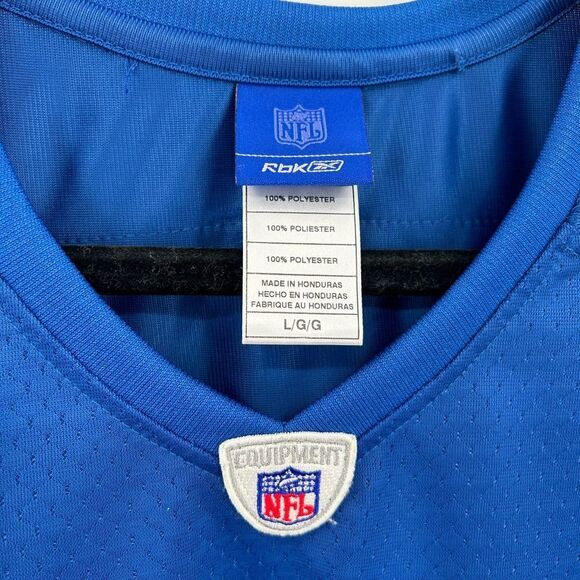 NFL
RbK
100% POLYESTER
100% POLIESTER
100% POLYESTER
MADE IN HONDURAS
HECHO EN HONDURAS
FABRIQUE AU HONDURAS
L/G/G
EQUIPMENT
NFL